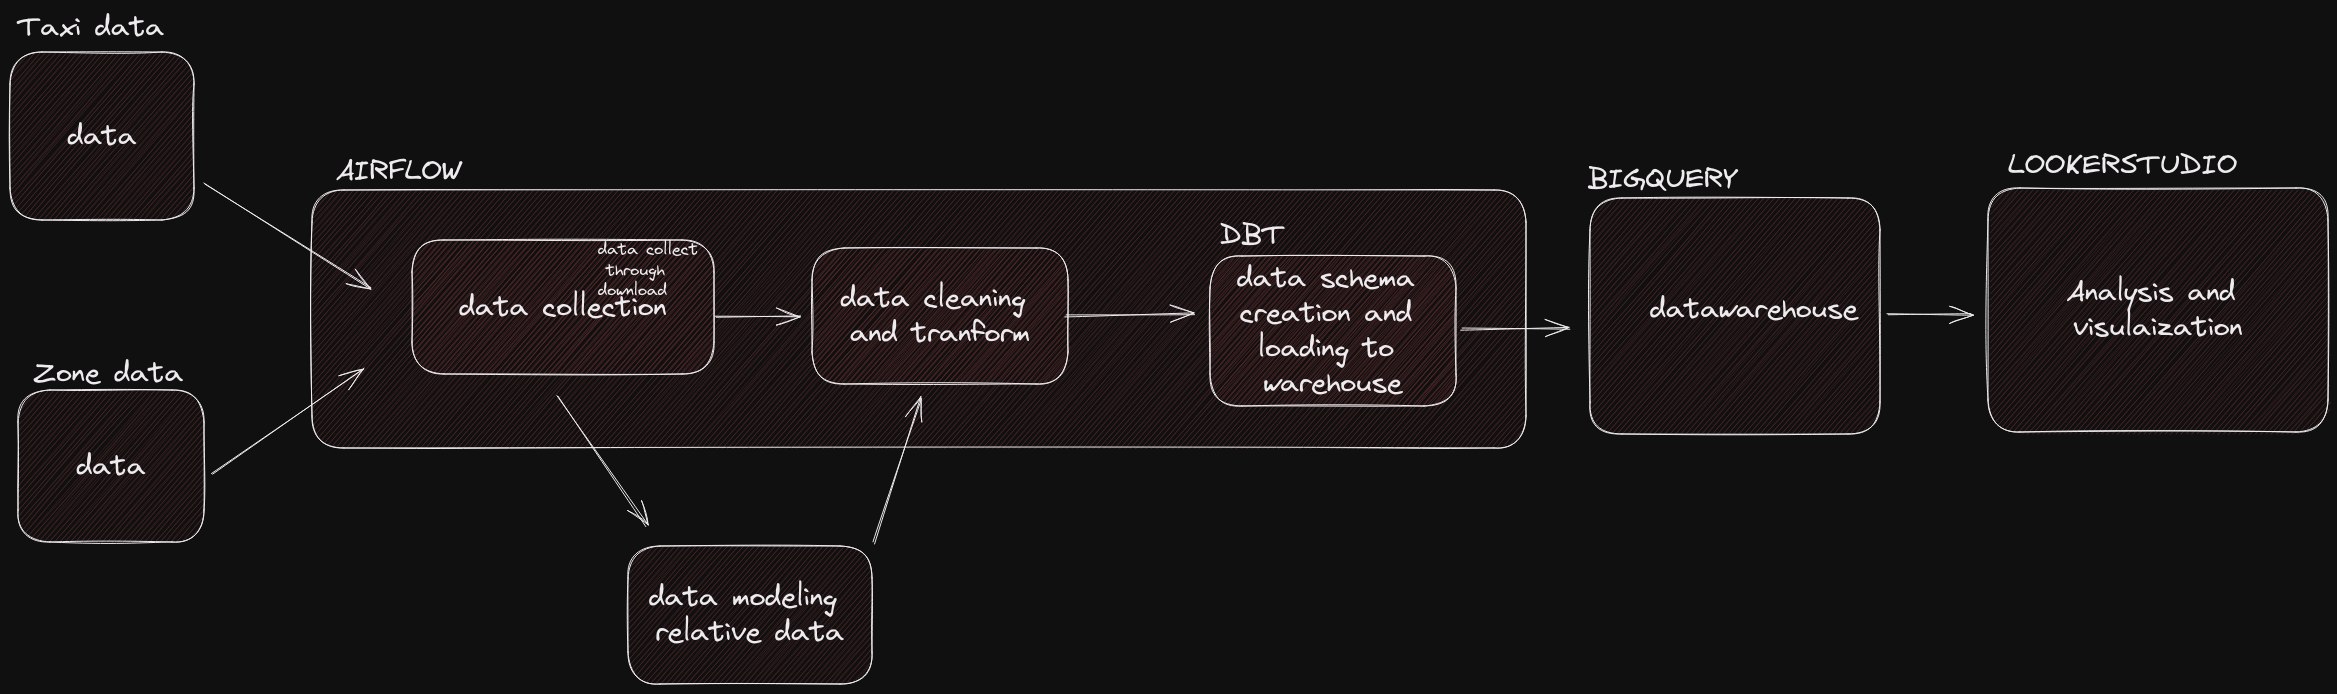 Taxi data
data
Zone data
data
AIRFLOW
data collect
through
download
data collection
data cleaning
and tranform
DBT
data schema
creation and
loading to
warehouse
data modeling
relative data
BIGQUERY
datawarehouse
LOOKERSTUDIO
Analysis and
visulaization